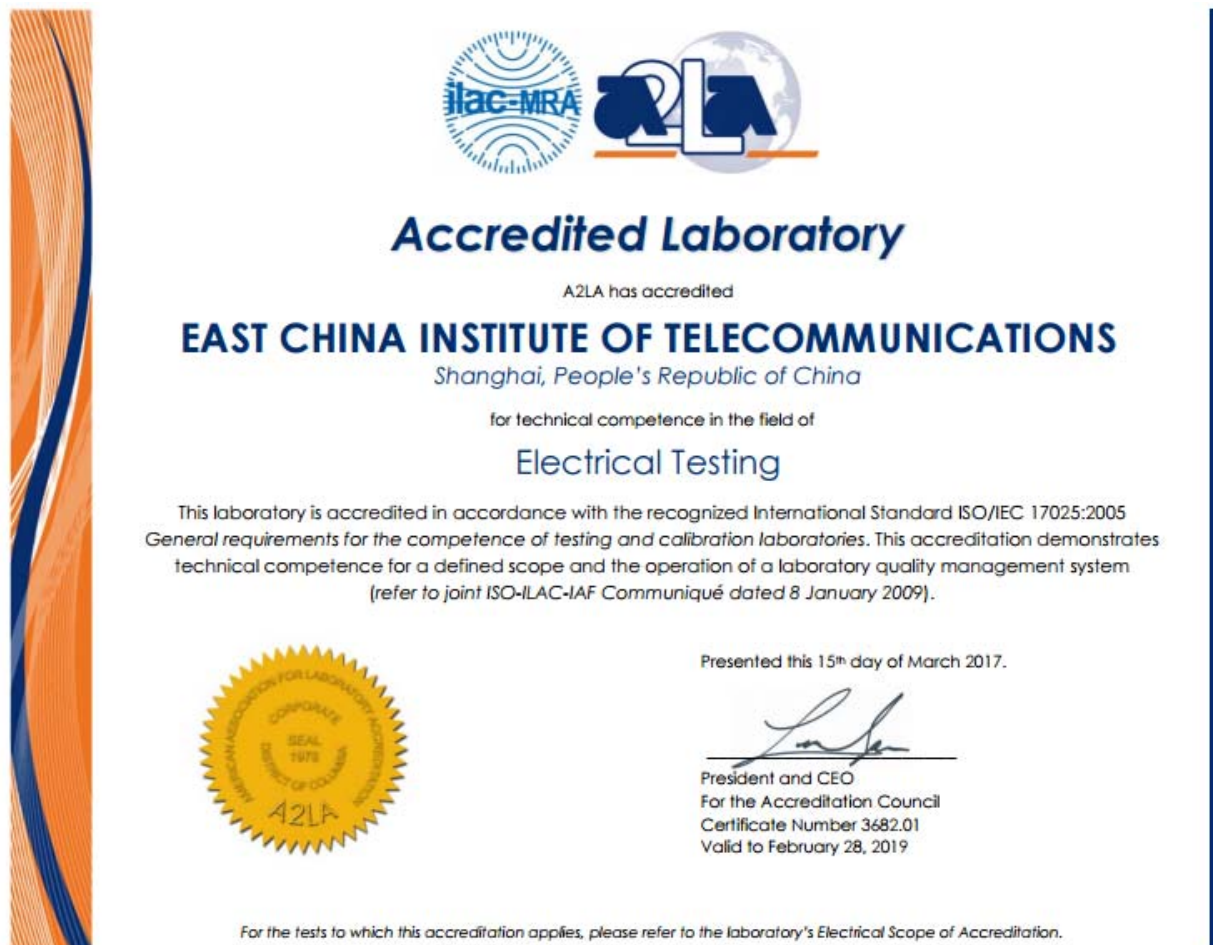 ilac-MRA
A2LA
Accredited Laboratory
A2LA has accredited
EAST CHINA INSTITUTE OF TELECOMMUNICATIONS
Shanghai, People's Republic of China
for technical competence in the field of
Electrical Testing
This laboratory is accredited in accordance with the recognized International Standard ISO/IEC 17025:2005
General requirements for the competence of testing and calibration laboratories. This accreditation demonstrates
technical competence for a defined scope and the operation of a laboratory quality management system
(refer to joint ISO-ILAC-IAF Communiqué dated 8 January 2009).
AMERICAN ASSOCIATION FOR LABORATORY ACCREDITATION
CORPORATE
SEAL
1978
DISTRICT OF COLUMBIA
A2LA
Presented this 15th day of March 2017.
President and CEO
For the Accreditation Council
Certificate Number 3682.01
Valid to February 28, 2019
For the tests to which this accreditation applies, please refer to the laboratory's Electrical Scope of Accreditation.